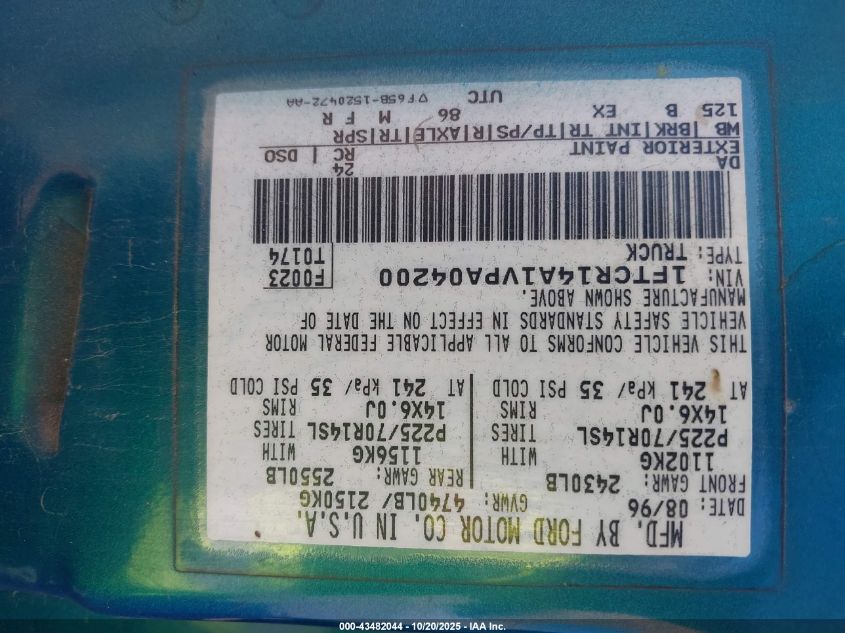 MFD. BY FORD MOTOR CO. IN U.S.A.
DATE: 08/96 GVWR: 4740LB/ 2150KG
FRONT GAWR: 2430LB REAR GAWR: 2550LB
1102KG WITH 1156KG WITH
P225/70R14SL TIRES P225/70R14SL TIRES
14X6.0J RIMS 14X6.0J RIMS
AT 241 kPa/ 35 PSI COLD AT 241 kPa/ 35 PSI COLD
THIS VEHICLE CONFORMS TO ALL APPLICABLE FEDERAL MOTOR
VEHICLE SAFETY STANDARDS IN EFFECT ON THE DATE OF
MANUFACTURE SHOWN ABOVE.
VIN: 1FTCR14A1VPA04200 F0023
TYPE: TRUCK T0174
EXTERIOR PAINT RC DSO
DA 24
WB BRK INT TR TP/PS R AXLE TR SPR
125 B EX 86 M F R
UTC ▽F65B-1520472-AA
000-43482044 - 10/20/2025 - IAA Inc.